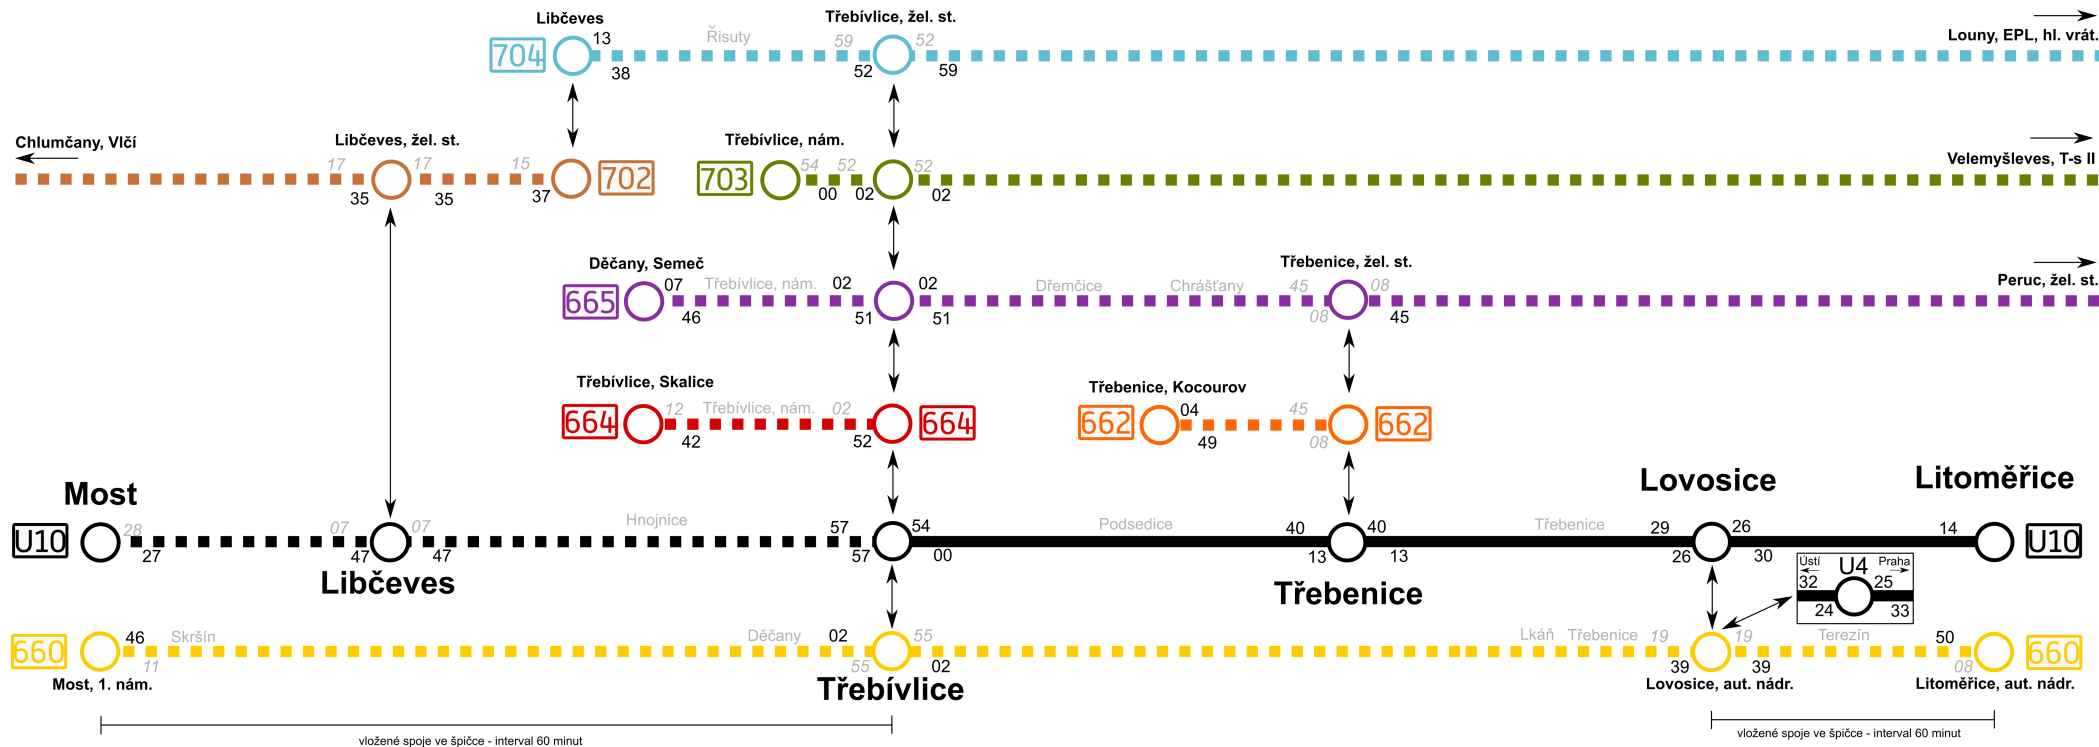 Libčeves
Třebívlice, žel. st.
704
13
38
Řisuty
59
52
52
59
Louny, EPL, hl. vrát.
Chlumčany, Vlčí
Libčeves, žel. st.
17
17
15
35
35
37
702
Třebívlice, nám.
703
54
52
52
00
02
02
Velemyšleves, T-s II
Děčany, Semeč
665
07
Třebívlice, nám.
02
02
46
51
51
Dřemčice
Chrášťany
Třebenice, žel. st.
45
08
08
45
Peruc, žel. st.
Třebívlice, Skalice
664
12
Třebívlice, nám.
02
42
52
664
Třebenice, Kocourov
662
04
45
49
08
662
Most
Lovosice
Litoměřice
U10
28
27
07
07
47
47
Hnojnice
57
54
57
00
Podsedice
40
40
13
13
Třebenice
29
26
26
30
14
U10
Libčeves
Třebenice
Ústí
U4
Praha
32
25
24
33
660
46
Skršín
11
Děčany
02
55
55
02
Lkáň
Třebenice
19
19
39
39
Terezín
50
08
660
Most, 1. nám.
Třebívlice
Lovosice, aut. nádr.
Litoměřice, aut. nádr.
vložené spoje ve špičce - interval 60 minut
vložené spoje ve špičce - interval 60 minut